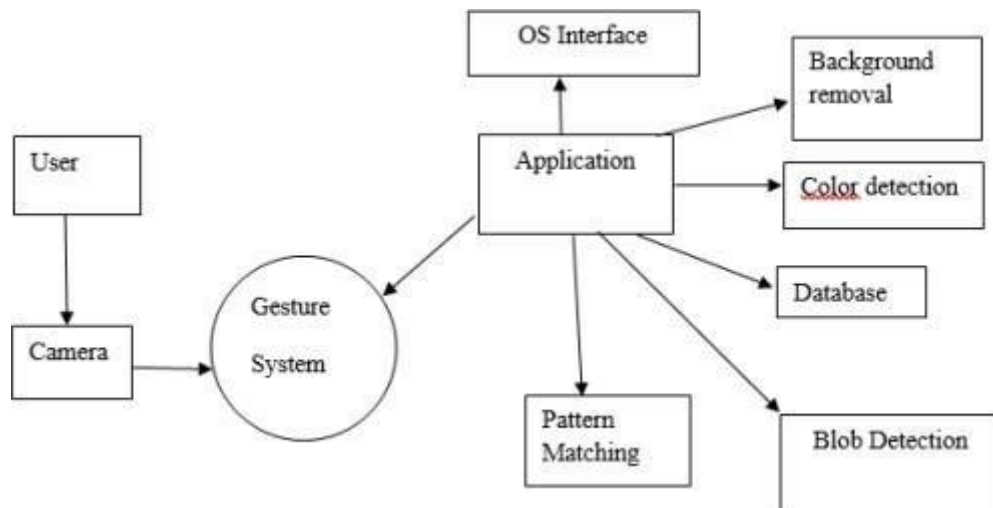 OS Interface
Background
removal
User
Application
Color detection
Gesture
System
Database
Camera
Pattern
Matching
Blob Detection